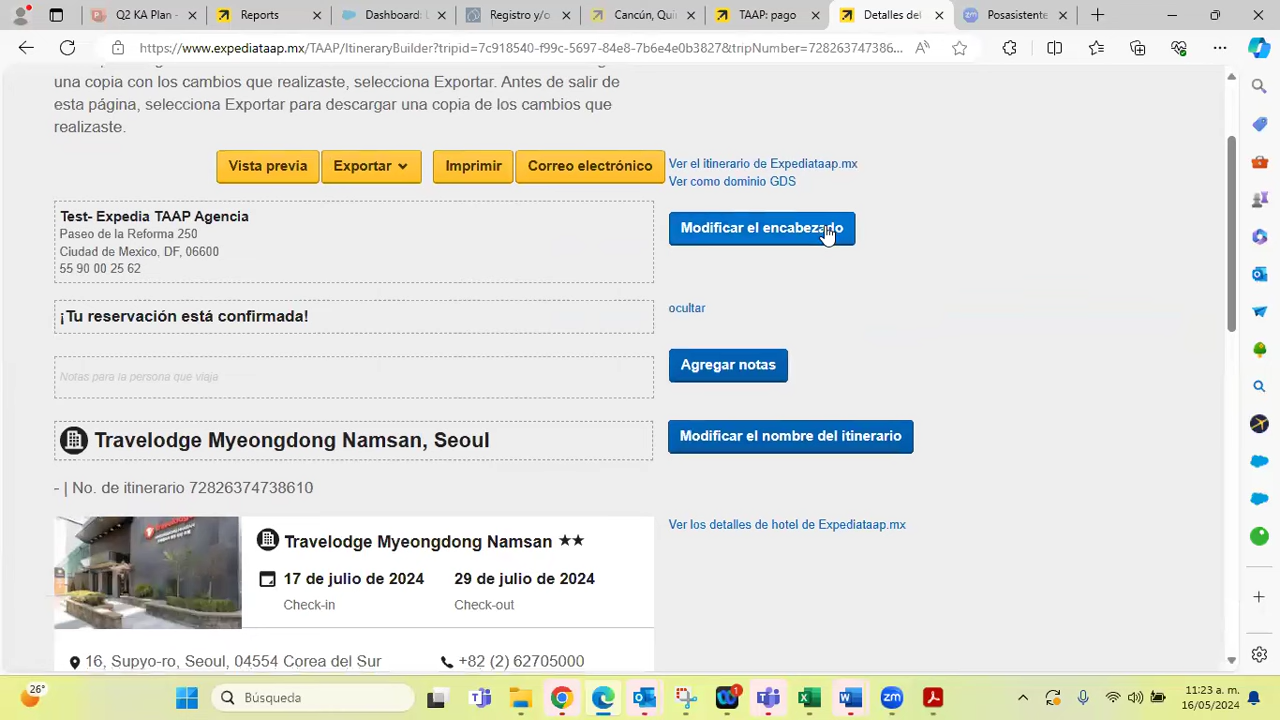 Q2 KA Plan -
Reports
Dashboard: L
Registro y/o
Cancún, Quin
TAAP: pago
Detalles del
Posasistente
https://www.expediataap.mx/TAAP/ItineraryBuilder?tripid=7c918540-f92c-5697-84e8-7b6e4e0b38278&tripNumber=728263747386...
una copia con los cambios que realizaste, selecciona Exportar. Antes de salir de
esta página, selecciona Exportar para descargar una copia de los cambios que
realizaste.
Vista previa
Exportar
Imprimir
Correo electrónico
Ver el itinerario de Expediataap.mx
Ver como dominio GDS
Test- Expedia TAAP Agencia
Paseo de la Reforma 250
Ciudad de Mexico, DF, 06600
55 90 00 25 62
Modificar el encabezado
¡Tu reservación está confirmada!
ocultar
Notas para la persona que viaja
Agregar notas
Travelodge Myeongdong Namsan, Seoul
Modificar el nombre del itinerario
- | No. de itinerario 72826374738610
Travelodge Myeongdong Namsan ★★
Ver los detalles de hotel de Expediataap.mx
17 de julio de 2024
29 de julio de 2024
Check-in
Check-out
16, Supyo-ro, Seoul, 04554 Corea del Sur
+82 (2) 62705000
26°
Búsqueda
1
11:23 a. m.
16/05/2024